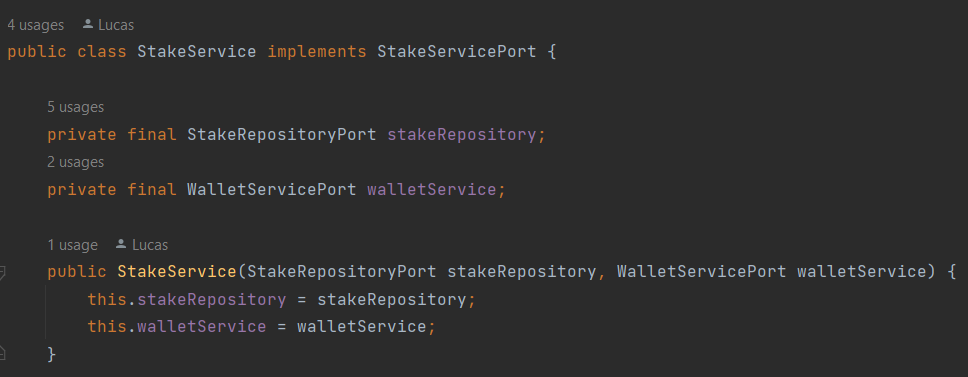 4 usages Lucas
public class StakeService implements StakeServicePort {
5 usages
private final StakeRepositoryPort stakeRepository;
2 usages
private final WalletServicePort walletService;
1 usage Lucas
public StakeService(StakeRepositoryPort stakeRepository, WalletServicePort walletService) {
this.stakeRepository = stakeRepository;
this.walletService = walletService;
}